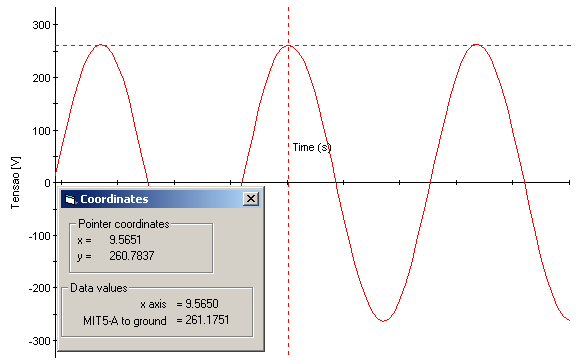 300
200
100
0
-100
-200
-300
Tensao [V]
Time (s)
Coordinates
Pointer coordinates
x = 9.5651
y = 260.7837
Data values
x axis = 9.5650
MIT5-A to ground = 261.1751